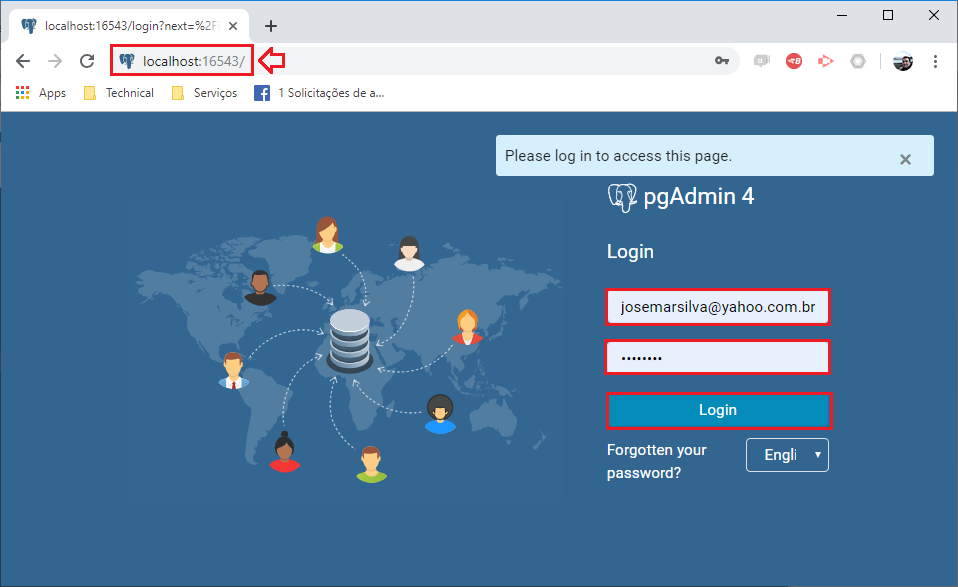 localhost:16543/login?next=%2F
localhost:16543/
Apps
Technical
Serviços
1 Solicitações de a...
Please log in to access this page.
pgAdmin 4
Login
josemarsilva@yahoo.com.br
••••••••
Login
Forgotten your
password?
Engli